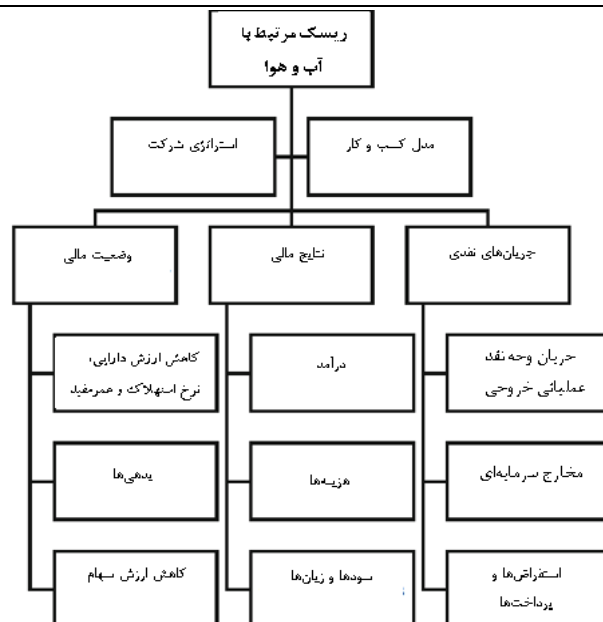 ریسک مرتبط با
آب و هوا
مدل کسب و کار
استراتژی شرکت
جریان‌های نقدی
نتایج مالی
وضعیت مالی
جریان وجه نقد
عملیاتی خروجی
درآمد
کاهش ارزش دارایی،
نرخ استهلاک و عمر مفید
مخارج سرمایه‌ای
هزینه‌ها
بدهی‌ها
استقراض‌ها و
پرداخت‌ها
سودها و زیان‌ها
کاهش ارزش سهام